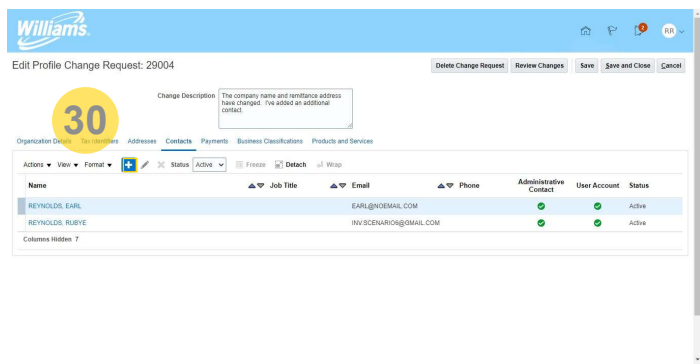 Williams.
2
RR
Edit Profile Change Request: 29004
Delete Change Request Review Changes Save Save and Close Cancel
Change Description The company name and remittance address
have changed. I've added an additional
contact.
30
Organization Details Tax Identifiers Addresses Contacts Payments Business Classifications Products and Services
Actions View Format Status Active Freeze Detach Wrap
Name Job Title Email Phone Administrative Contact User Account Status
REYNOLDS, EARL EARL@NOEMAIL.COM Active
REYNOLDS, RUBYE INV.SCENARIO6@GMAIL.COM Active
Columns Hidden 7